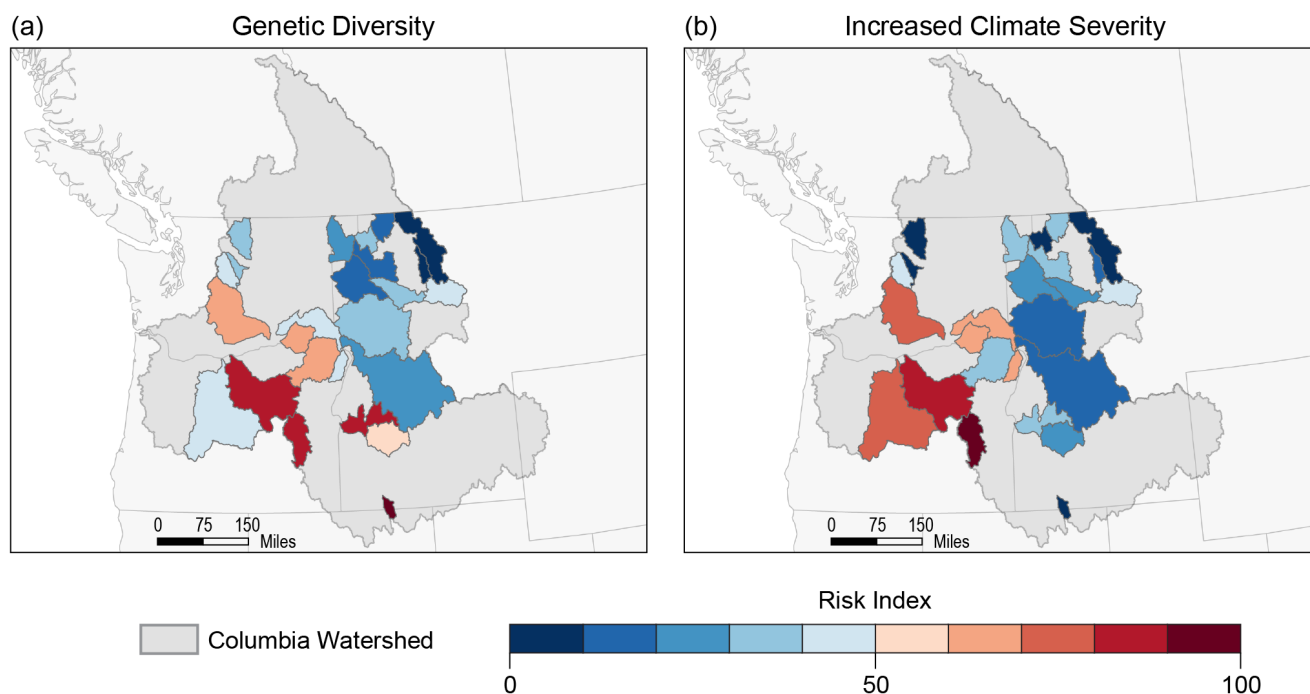 (a) Genetic Diversity
(b) Increased Climate Severity
0 75 150
Miles
0 75 150
Miles
Columbia Watershed
Risk Index
0 50 100